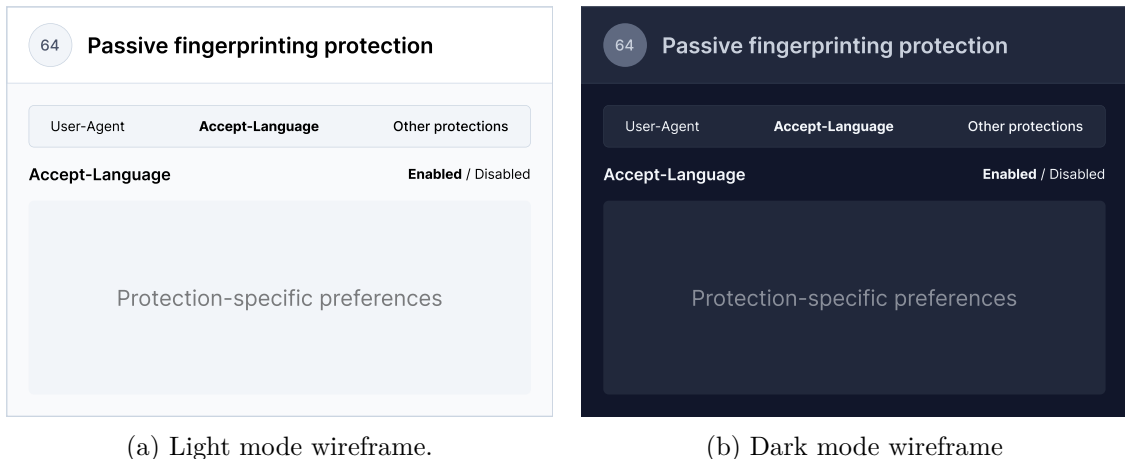 64 Passive fingerprinting protection
User-Agent Accept-Language Other protections
Accept-Language Enabled / Disabled
Protection-specific preferences
(a) Light mode wireframe.
64 Passive fingerprinting protection
User-Agent Accept-Language Other protections
Accept-Language Enabled / Disabled
Protection-specific preferences
(b) Dark mode wireframe